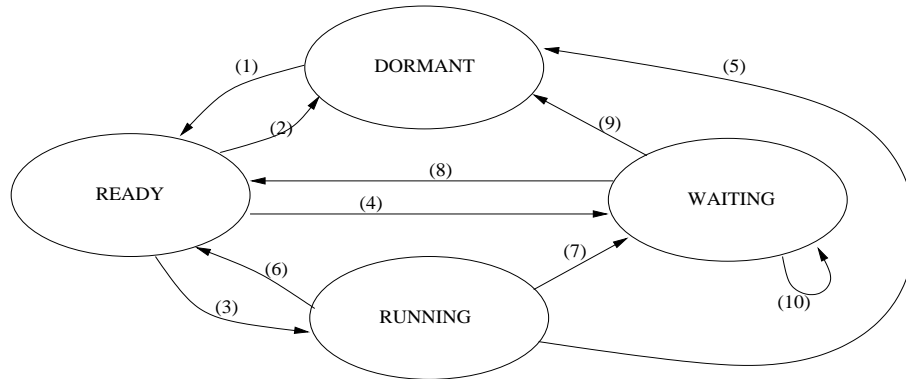 DORMANT
(1)
(5)
(2)
(9)
(8)
READY
WAITING
(4)
(7)
(6)
(3)
(10)
RUNNING